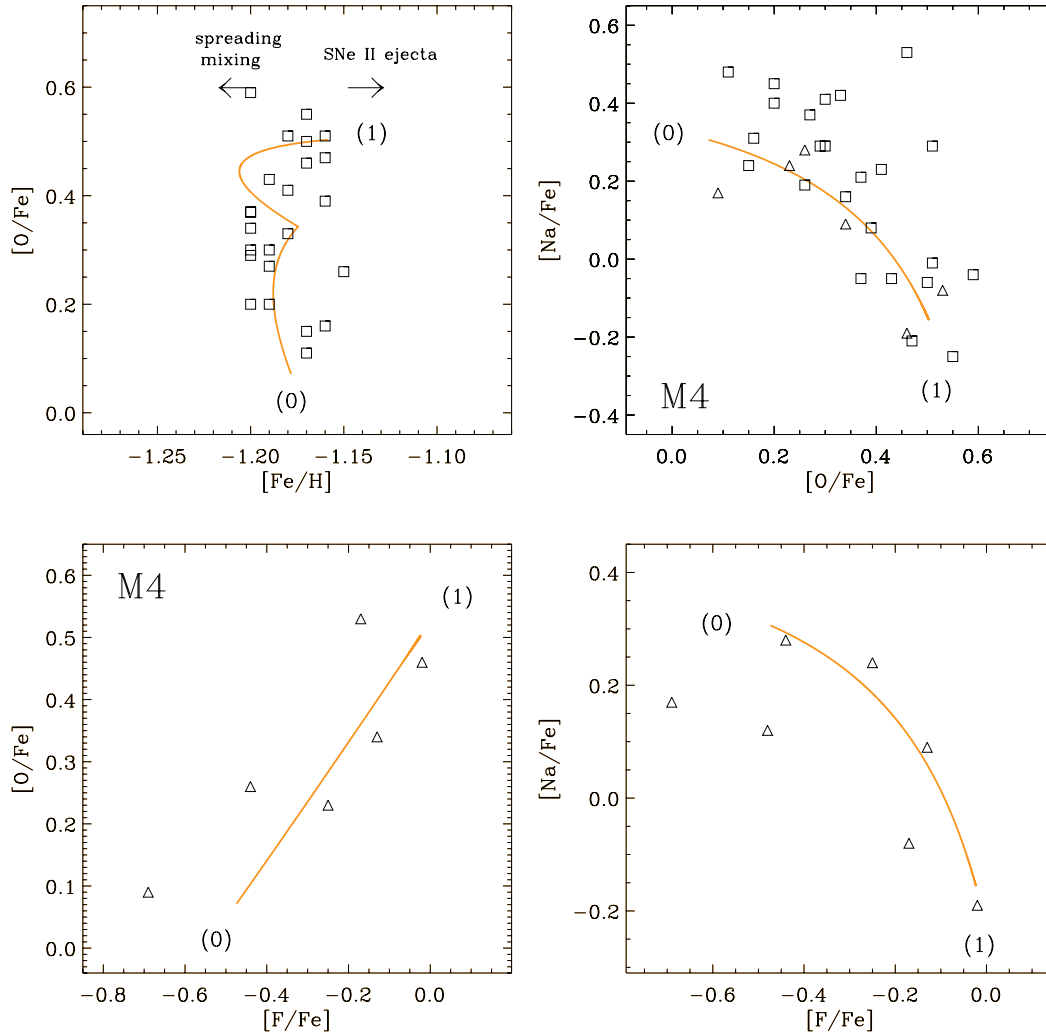 spreading
mixing
SNe II ejecta
(1)
(0)
[O/Fe]
0.6
0.4
0.2
0.0
−1.25 −1.20 −1.15 −1.10
[Fe/H]
(0)
(1)
M4
[Na/Fe]
0.6
0.4
0.2
0.0
−0.2
−0.4
0.0 0.2 0.4 0.6
[O/Fe]
M4
(1)
(0)
[O/Fe]
0.6
0.5
0.4
0.3
0.2
0.1
0.0
−0.8 −0.6 −0.4 −0.2 0.0
[F/Fe]
(0)
(1)
[Na/Fe]
0.4
0.2
0.0
−0.2
−0.6 −0.4 −0.2 0.0
[F/Fe]